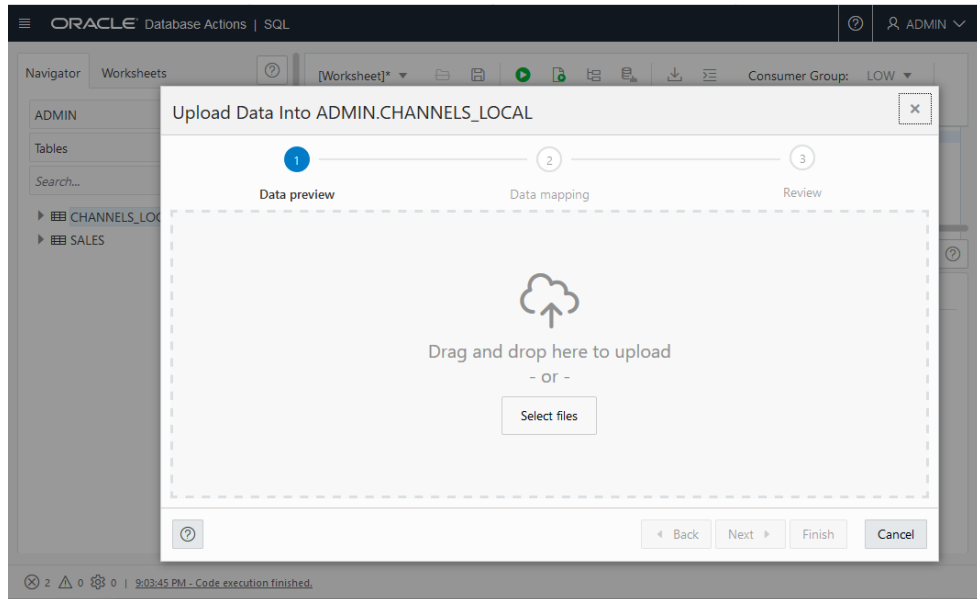 ORACLE Database Actions | SQL
ADMIN
Navigator Worksheets
[Worksheet]* Consumer Group: LOW
ADMIN
Tables
Search...
CHANNELS_LOC
SALES
Upload Data Into ADMIN.CHANNELS_LOCAL
1 2 3
Data preview Data mapping Review
Drag and drop here to upload
- or -
Select files
Back Next Finish Cancel
2 0 0 | 9:03:45 PM - Code execution finished.